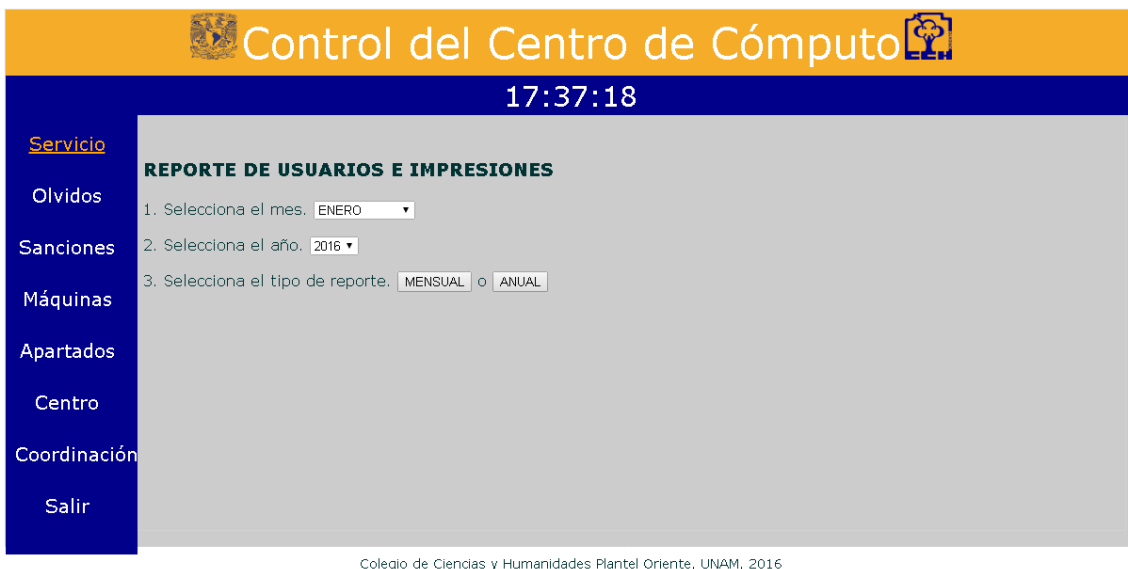 Control del Centro de Cómputo
CCH
17:37:18
Servicio
Olvidos
Sanciones
Máquinas
Apartados
Centro
Coordinación
Salir
REPORTE DE USUARIOS E IMPRESIONES
1. Selecciona el mes. ENERO
2. Selecciona el año. 2016
3. Selecciona el tipo de reporte. MENSUAL o ANUAL
Colegio de Ciencias y Humanidades Plantel Oriente, UNAM, 2016